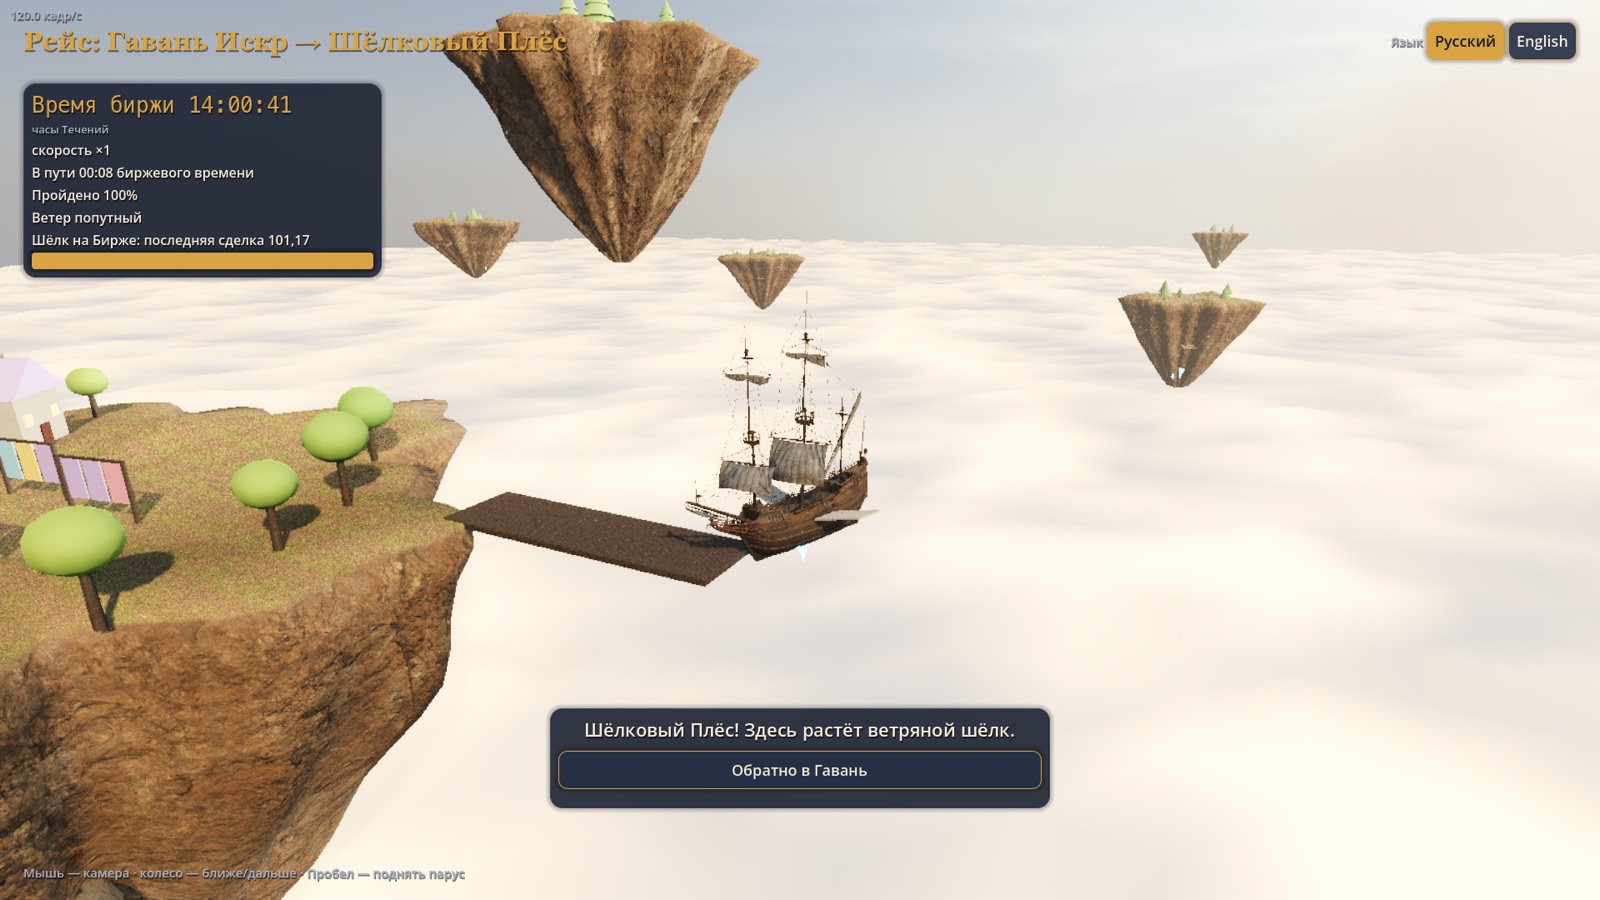 120.0 кадр/с
Рейс: Гавань Искр → Шёлковый Плёс
Язык Русский English
Время биржи 14:00:41
часы Течений
скорость ×1
В пути 00:08 биржевого времени
Пройдено 100%
Ветер попутный
Шёлк на Бирже: последняя сделка 101,17
Шёлковый Плёс! Здесь растёт ветряной шёлк.
Обратно в Гавань
Мышь — камера · колесо — ближе/дальше · Пробел — поднять парус